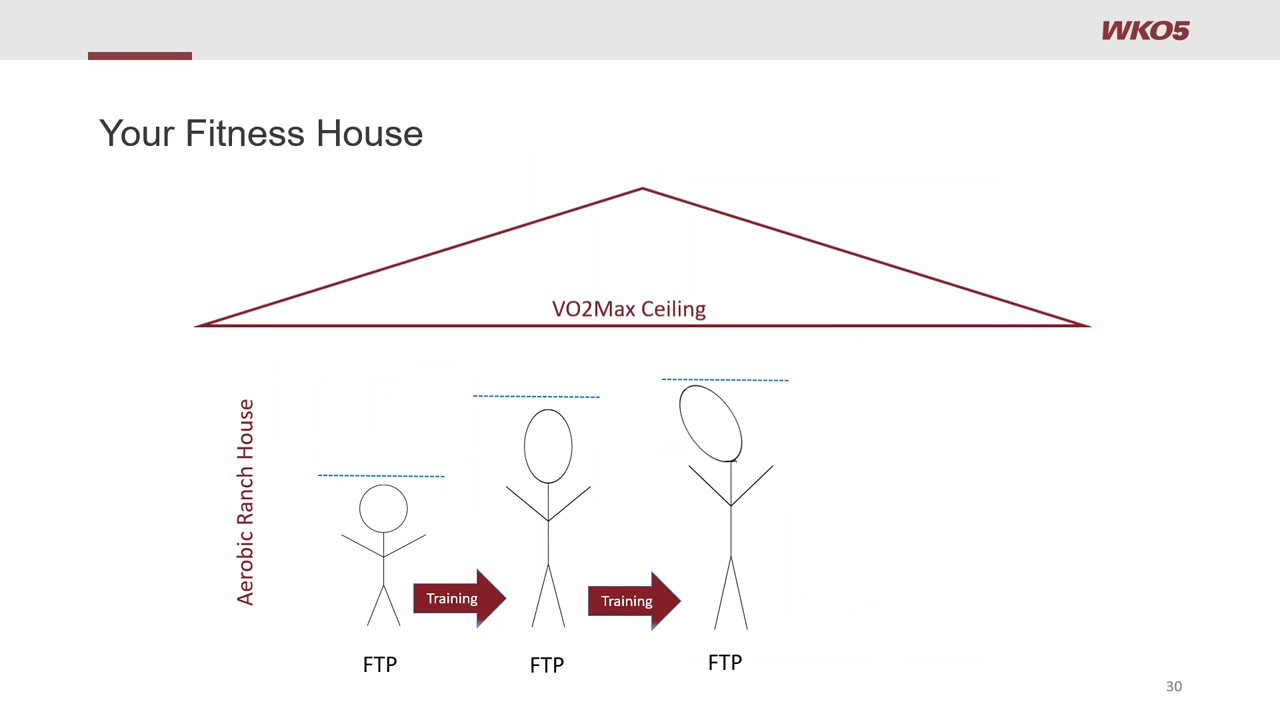 WKO5
Your Fitness House
VO2Max Ceiling
Aerobic Ranch House
Training
Training
FTP
FTP
FTP
30